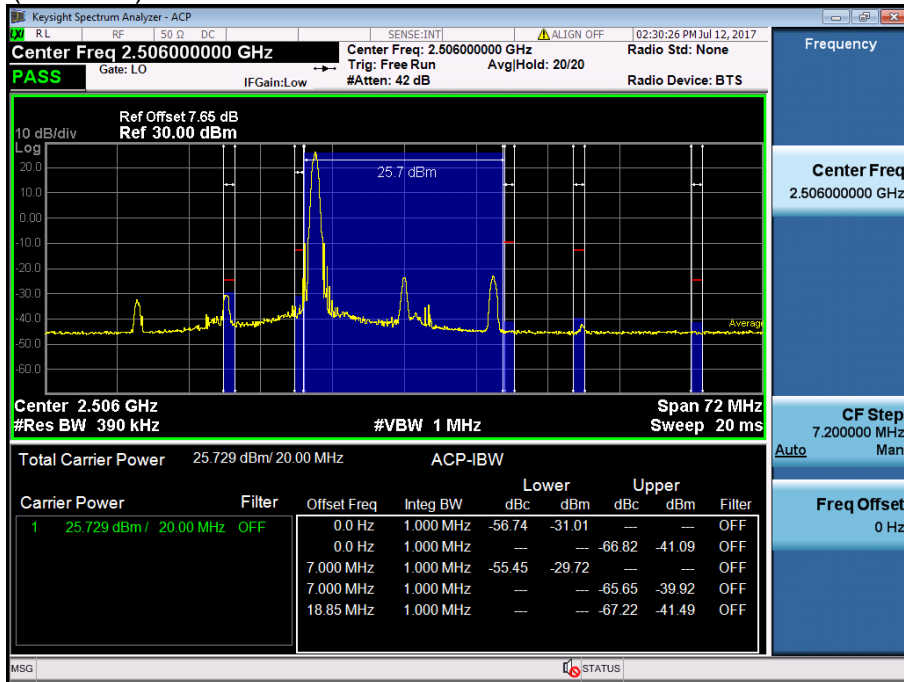 Keysight Spectrum Analyzer - ACP
LXI RL RF 50 Ω DC SENSE:INT ALIGN OFF 02:30:26 PM Jul 12, 2017
Center Freq 2.506000000 GHz Center Freq: 2.506000000 GHz Radio Std: None
Gate: LO Trig: Free Run Avg|Hold: 20/20
PASS IFGain:Low #Atten: 42 dB Radio Device: BTS
Ref Offset 7.65 dB
10 dB/div Ref 30.00 dBm
Log
20.0
25.7 dBm
10.0
0.00
-10.0
-20.0
-30.0
-40.0
Average
-50.0
-60.0
Center 2.506 GHz Span 72 MHz
#Res BW 390 kHz #VBW 1 MHz Sweep 20 ms
Total Carrier Power 25.729 dBm/ 20.00 MHz ACP-IBW
Lower Upper
Carrier Power Filter Offset Freq Integ BW dBc dBm dBc dBm Filter
1 25.729 dBm / 20.00 MHz OFF 0.0 Hz 1.000 MHz -56.74 -31.01 --- --- OFF
0.0 Hz 1.000 MHz --- --- -66.82 -41.09 OFF
7.000 MHz 1.000 MHz -55.45 -29.72 --- --- OFF
7.000 MHz 1.000 MHz --- --- -65.65 -39.92 OFF
18.85 MHz 1.000 MHz --- --- -67.22 -41.49 OFF
MSG STATUS
Frequency
Center Freq
2.506000000 GHz
CF Step
7.200000 MHz
Auto Man
Freq Offset
0 Hz